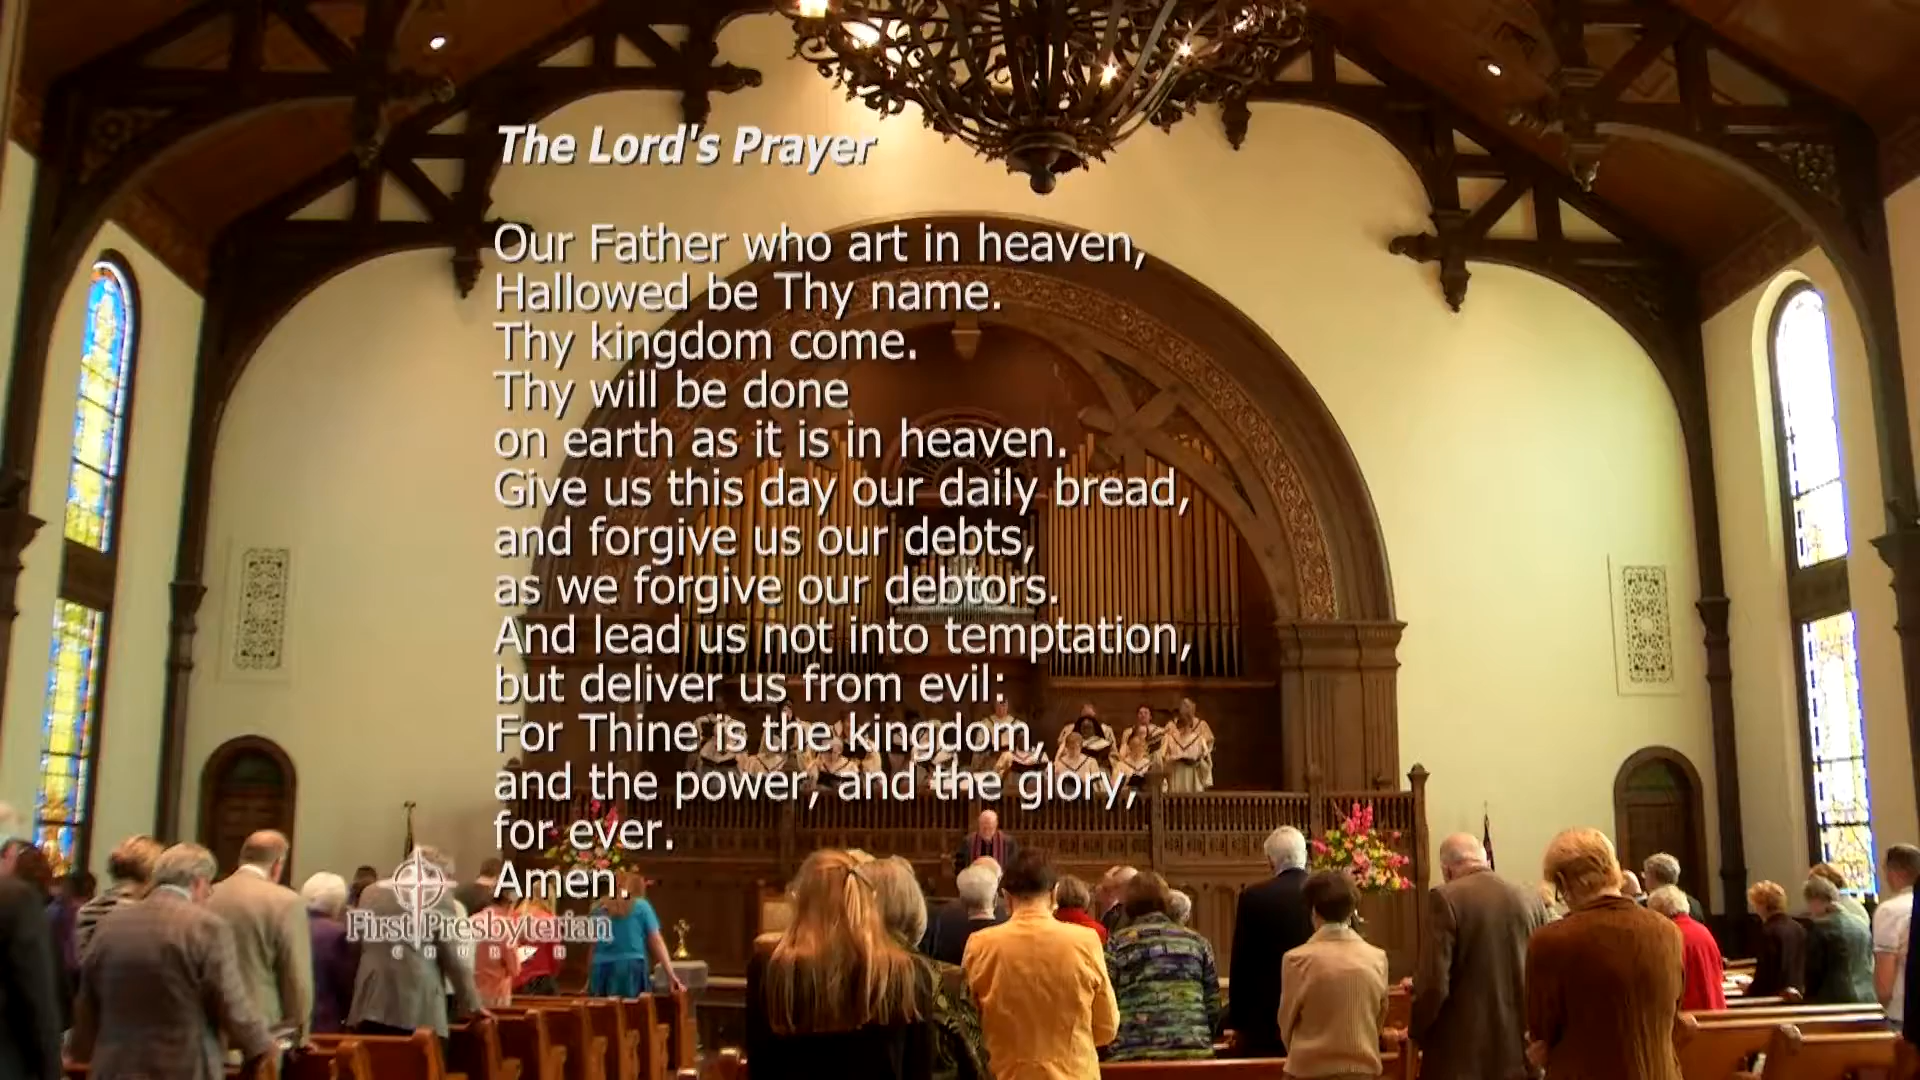 The Lord's Prayer
Our Father who art in heaven,
Hallowed be Thy name.
Thy kingdom come.
Thy will be done
on earth as it is in heaven.
Give us this day our daily bread,
and forgive us our debts,
as we forgive our debtors.
And lead us not into temptation,
but deliver us from evil:
For Thine is the kingdom,
and the power, and the glory,
for ever.
Amen.
First Presbyterian
CHURCH